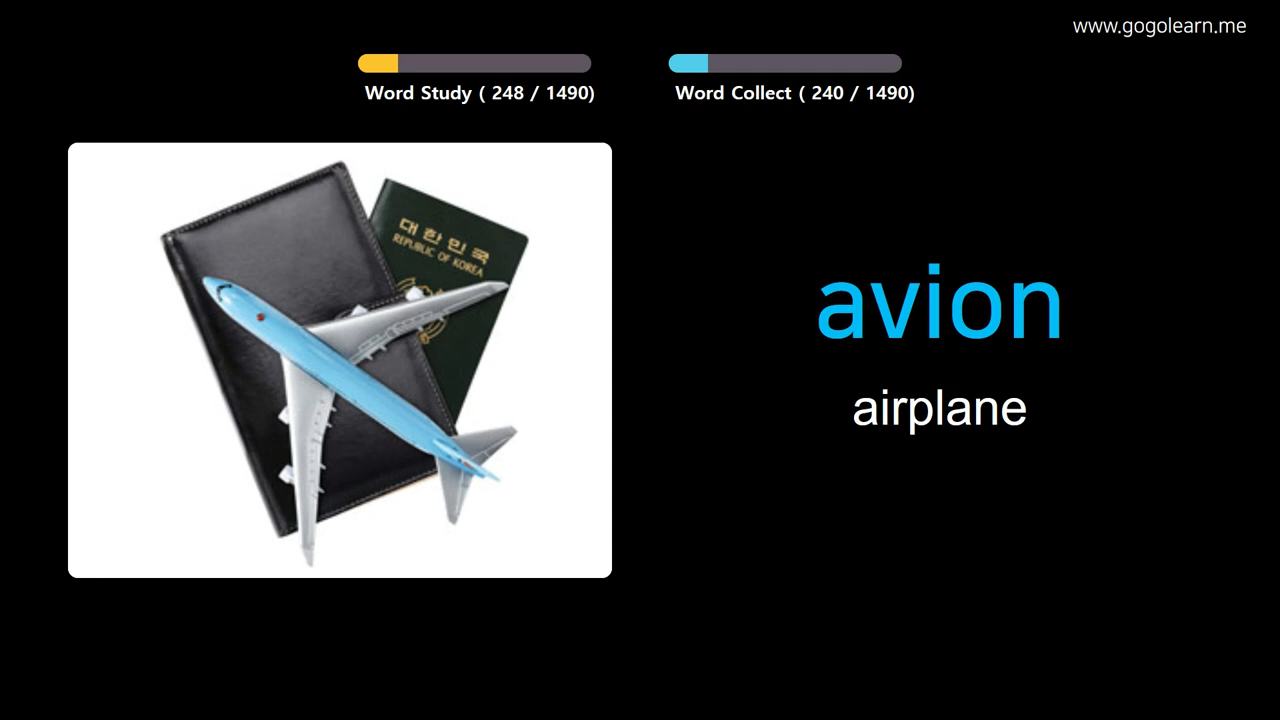 www.gogolearn.me
Word Study ( 248 / 1490)
Word Collect ( 240 / 1490)
대한민국
REPUBLIC OF KOREA
avion
airplane